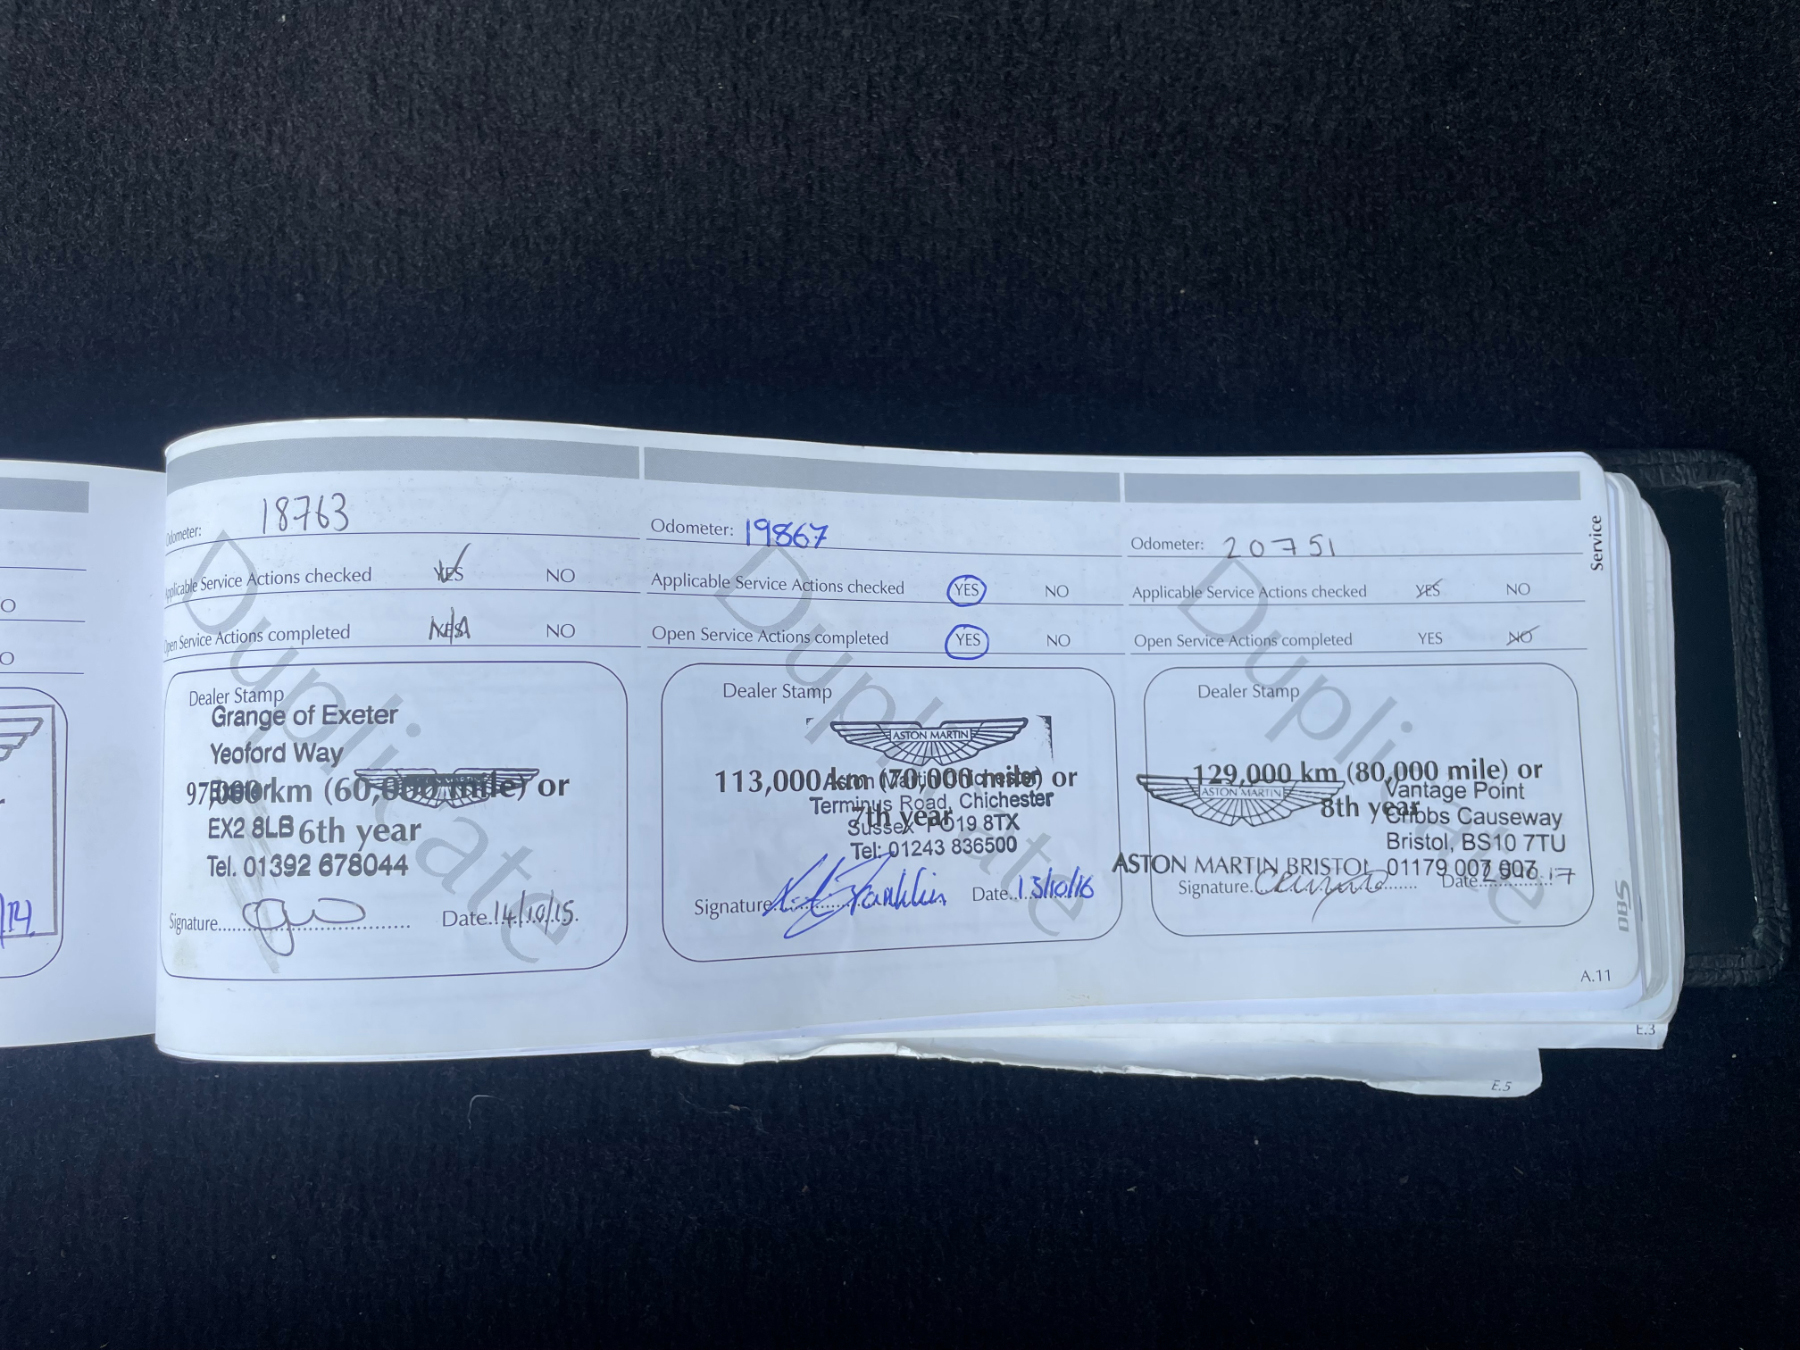 O
O
/14.
Odometer: 18763
Applicable Service Actions checked YES NO
Open Service Actions completed N/A NO
Duplicate
Dealer Stamp
Grange of Exeter
Yeoford Way
97,000 km (60,000 mile) or
EX2 8LB 6th year
Tel. 01392 678044
Signature Date 14/10/15.
Odometer: 19867
Applicable Service Actions checked YES NO
Open Service Actions completed YES NO
Duplicate
Dealer Stamp
ASTON MARTIN
113,000 km (70,000 mile) or
Terminus Road, Chichester
7th year
Sussex PO19 8TX
Tel: 01243 836500
Signature Date 13/10/16
Odometer: 20751
Applicable Service Actions checked YES NO
Open Service Actions completed YES NO
Duplicate
Dealer Stamp
129,000 km (80,000 mile) or
ASTON MARTIN
Vantage Point
8th year
Cribbs Causeway
Bristol, BS10 7TU
ASTON MARTIN BRISTOL 01179 007 007
Signature Date
Service
DBS
A.11
E.3
E.5